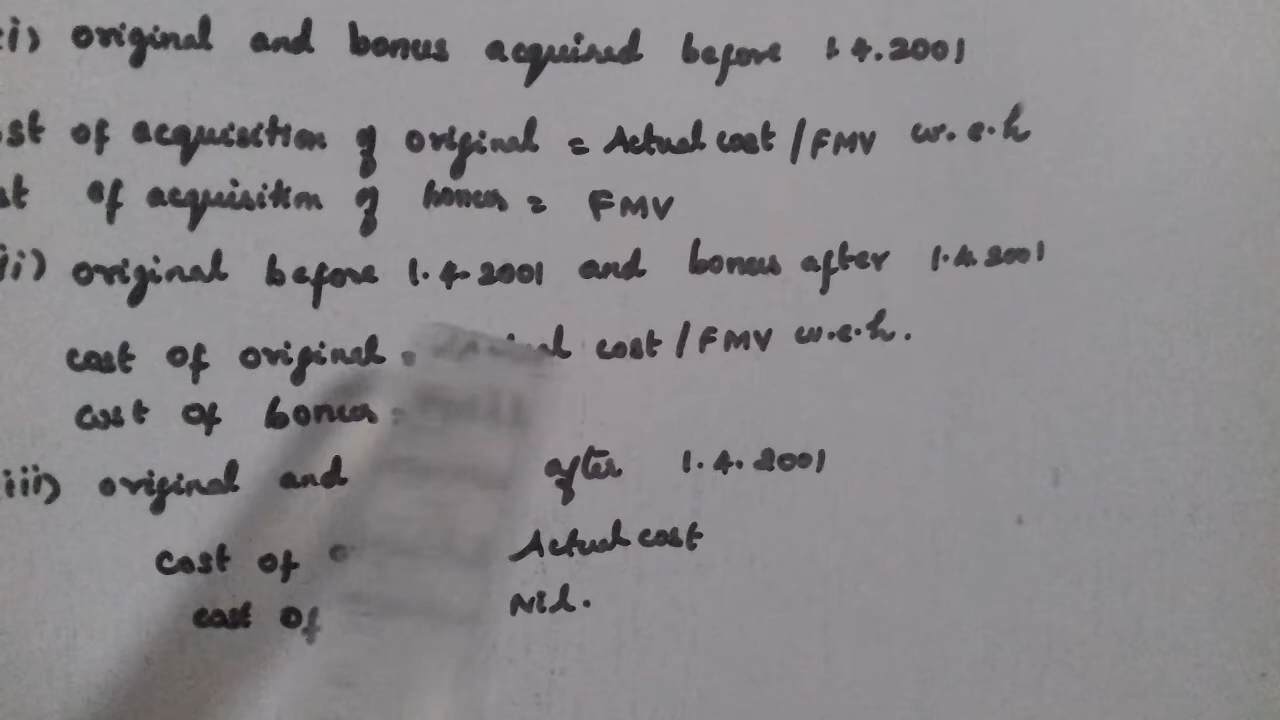 i) original and bonus acquired before 1.4.2001
st of acquisition of original = Actual cost / FMV w.e.h
st of acquisition of bonus = FMV
ii) original before 1.4.2001 and bonus after 1.4.2001
cost of original = cost / FMV w.e.h.
cost of bonus =
iii) original and after 1.4.2001
cost of Actual cost
cost of Nil.